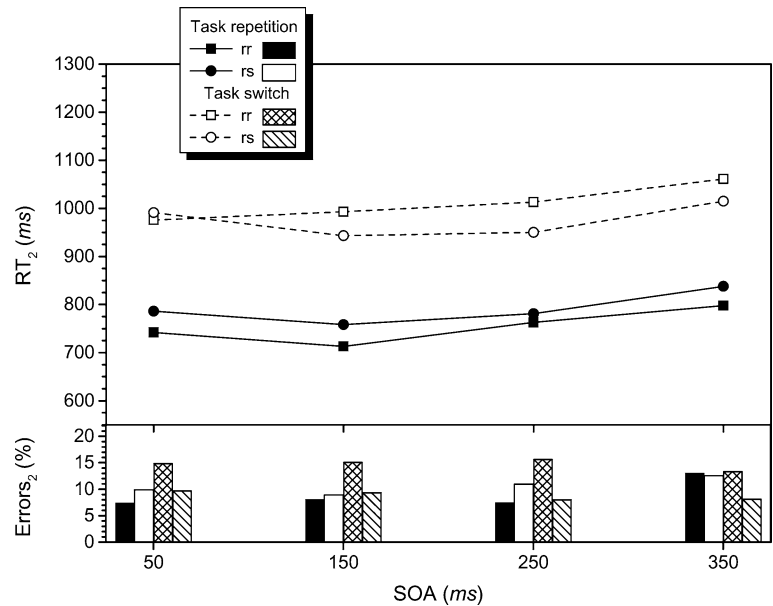 Task repetition
rr
rs
Task switch
rr
rs
1300
1200
1100
1000
900
800
700
600
RT2 (ms)
20
15
10
5
0
Errors2 (%)
50 150 250 350
SOA (ms)